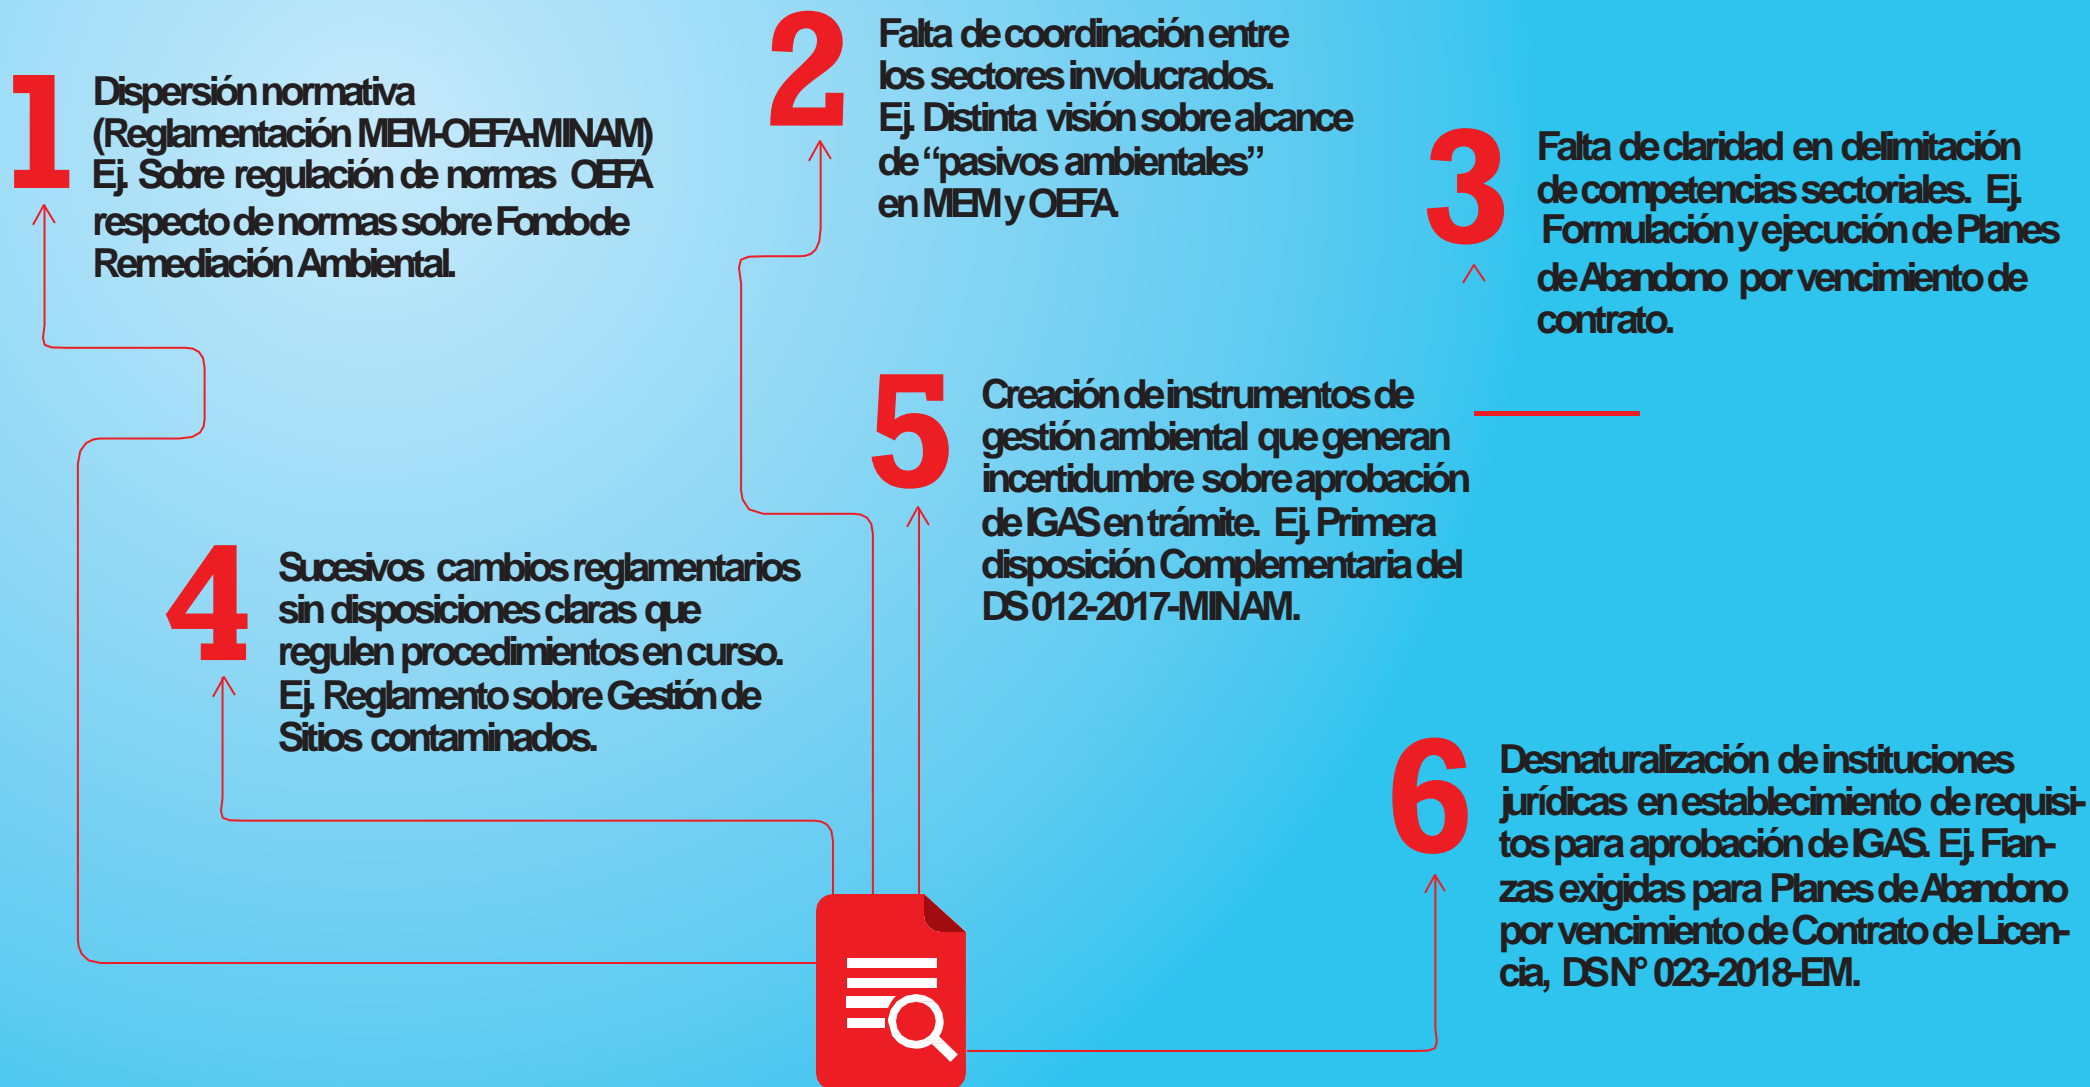 1
Dispersión normativa
(Reglamentación MEM-OEFA-MINAM)
Ej. Sobre regulación de normas OEFA
respecto de normas sobre Fondo de
Remediación Ambiental.
2
Falta de coordinación entre
los sectores involucrados.
Ej. Distinta visión sobre alcance
de “pasivos ambientales”
en MEM y OEFA.
3
Falta de claridad en delimitación
de competencias sectoriales. Ej.
Formulación y ejecución de Planes
de Abandono por vencimiento de
contrato.
4
Sucesivos cambios reglamentarios
sin disposiciones claras que
regulen procedimientos en curso.
Ej. Reglamento sobre Gestión de
Sitios contaminados.
5
Creación de instrumentos de
gestión ambiental que generan
incertidumbre sobre aprobación
de IGAS en trámite. Ej. Primera
disposición Complementaria del
DS 012-2017-MINAM.
6
Desnaturalización de instituciones
jurídicas en establecimiento de requisi-
tos para aprobación de IGAS. Ej. Fian-
zas exigidas para Planes de Abandono
por vencimiento de Contrato de Licen-
cia, DS N° 023-2018-EM.